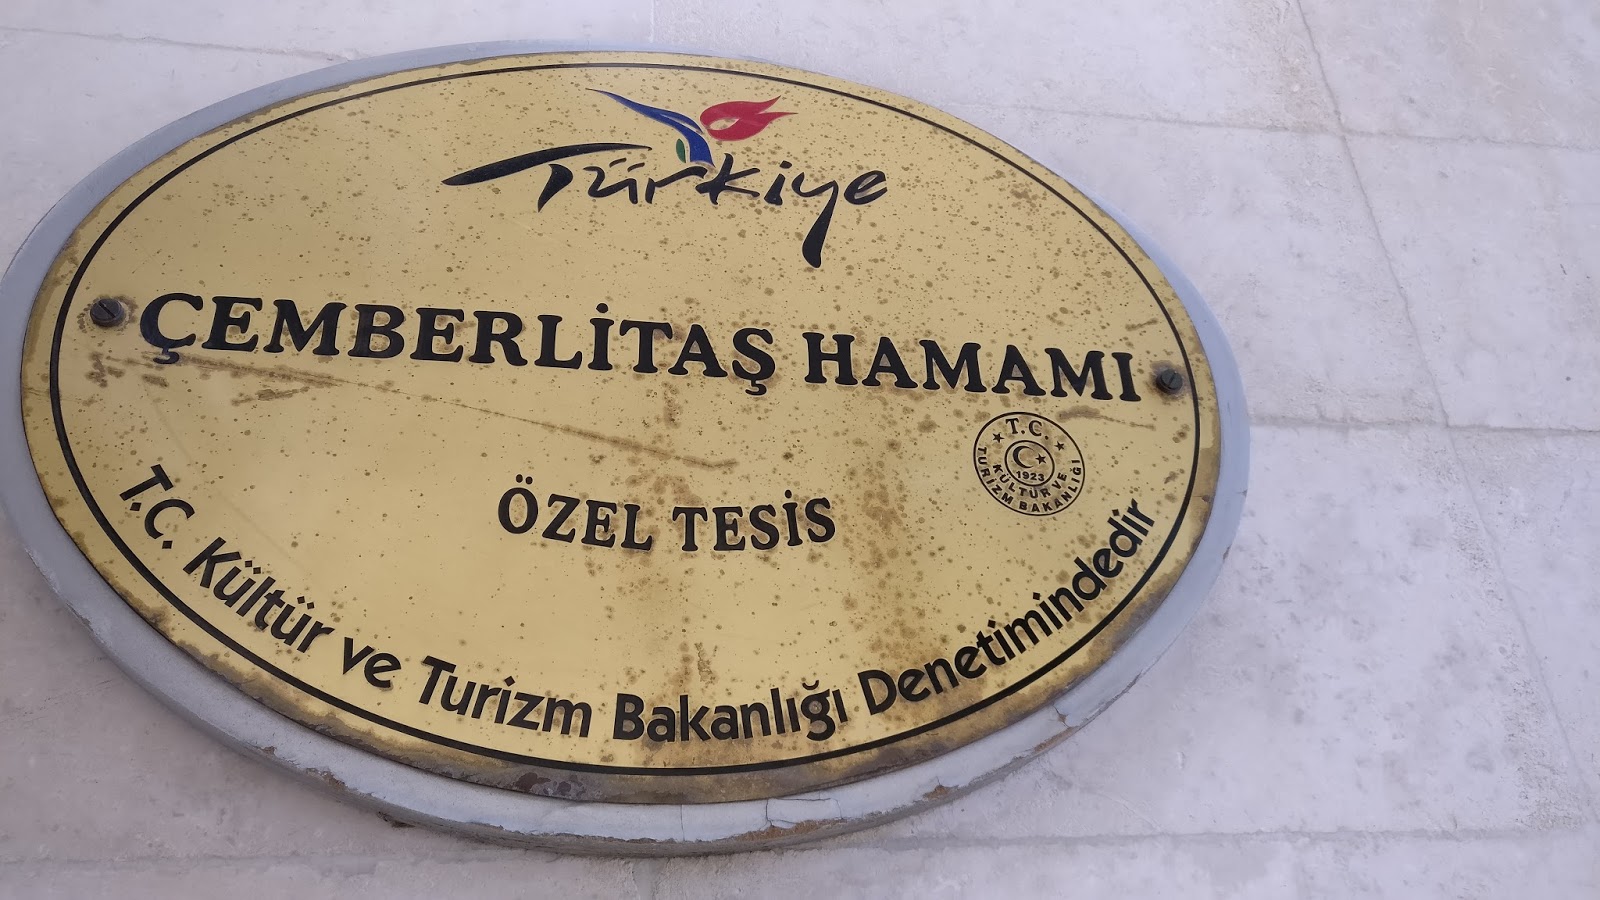 Türkiye
ÇEMBERLİTAŞ HAMAMI
T.C.
KÜLTÜR VE
TURİZM BAKANLIĞI
1923
ÖZEL TESİS
T.C. Kültür ve Turizm Bakanlığı Denetimindedir